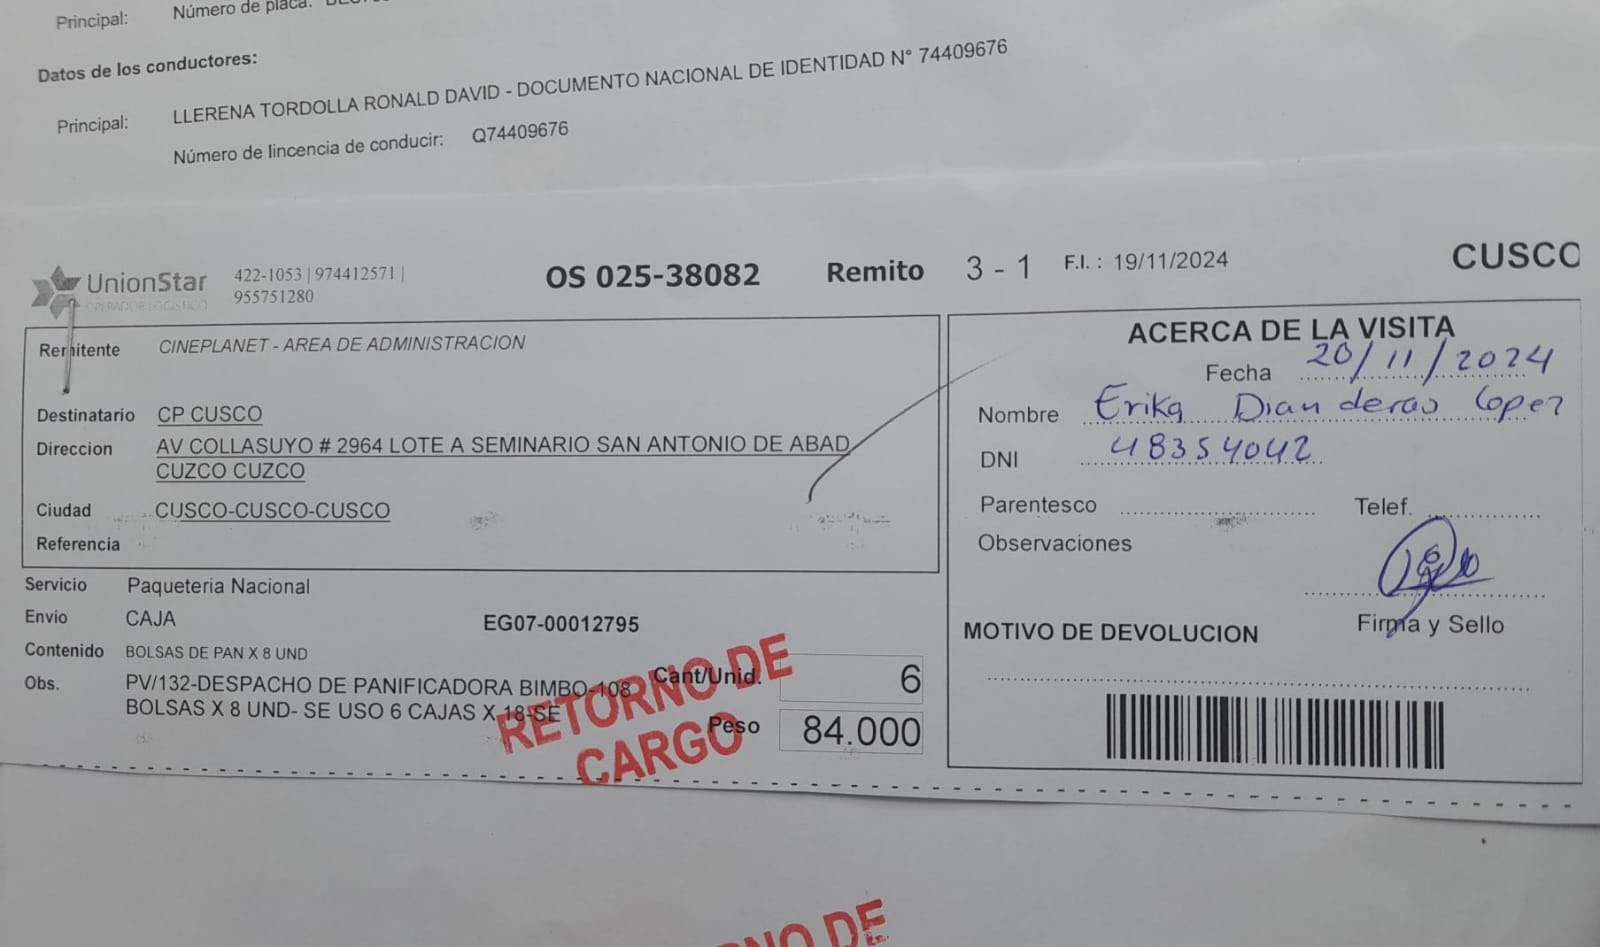 Principal:
Número de placa:
Datos de los conductores:
Principal:
LLERENA TORDOLLA RONALD DAVID - DOCUMENTO NACIONAL DE IDENTIDAD N° 74409676
Número de lincencia de conducir: Q74409676
UnionStar
OPERADOR LOGISTICO
422-1053 | 974412571 |
955751280
OS 025-38082
Remito 3 - 1
F.I. : 19/11/2024
CUSCO
Remitente CINEPLANET - AREA DE ADMINISTRACION
Destinatario CP CUSCO
Direccion AV COLLASUYO # 2964 LOTE A SEMINARIO SAN ANTONIO DE ABAD
CUZCO CUZCO
Ciudad CUSCO-CUSCO-CUSCO
Referencia
Servicio Paqueteria Nacional
Envio CAJA
EG07-00012795
Contenido BOLSAS DE PAN X 8 UND
Obs. PV/132-DESPACHO DE PANIFICADORA BIMBO-108
BOLSAS X 8 UND- SE USO 6 CAJAS X 18-SE
Cant/Unid. 6
Peso 84.000
RETORNO DE
CARGO
ACERCA DE LA VISITA
Fecha 20/11/2024
Nombre Erika Dianderas Lopez
DNI 48354042
Parentesco
Telef.
Observaciones
Firma y Sello
MOTIVO DE DEVOLUCION
NO DE